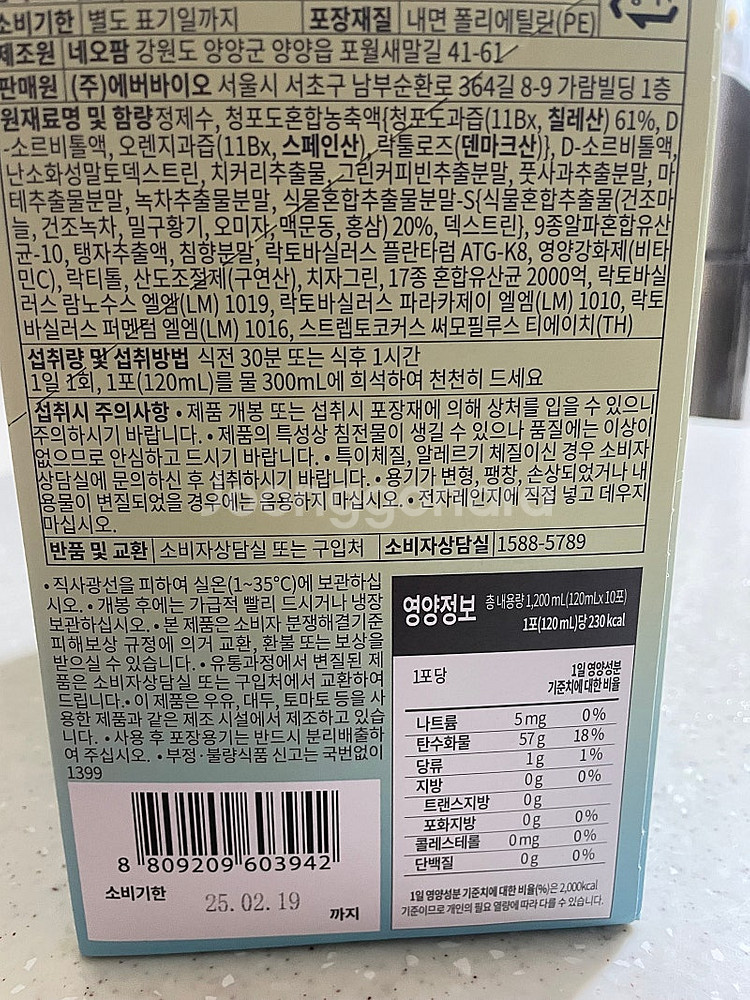 소비기한 별도 표기일까지 포장재질 내면 폴리에틸렌(PE)
제조원 네오팜 강원도 양양군 양양읍 포월새말길 41-61
판매원 (주)에버바이오 서울시 서초구 남부순환로 364길 8-9 가람빌딩 1층
원재료명 및 함량 정제수, 청포도혼합농축액{청포도과즙(11Bx, 칠레산) 61%, D
-소르비톨액, 오렌지과즙(11Bx, 스페인산), 락툴로즈(덴마크산)}, D-소르비톨액,
난소화성말토덱스트린, 치커리추출물, 그린커피빈추출분말, 풋사과추출분말, 마
테추출물분말, 녹차추출물분말, 식물혼합추출물분말-S{식물혼합추출물(건조마
늘, 건조녹차, 밀구황기, 오미자, 맥문동, 홍삼) 20%, 덱스트린}, 9종알파혼합유산
균-10, 탱자추출액, 침향분말, 락토바실러스 플란타럼 ATG-K8, 영양강화제(비타
민C), 락티톨, 산도조절제(구연산), 치자그린, 17종 혼합유산균 2000억, 락토바실
러스 람노수스 엘엠(LM) 1019, 락토바실러스 파라카제이 엘엠(LM) 1010, 락토
바실러스 퍼멘텀 엘엠(LM) 1016, 스트렙토코커스 써모필루스 티에이치(TH)
섭취량 및 섭취방법 식전 30분 또는 식후 1시간
1일 1회, 1포(120mL)를 물 300mL에 희석하여 천천히 드세요
섭취시 주의사항 • 제품 개봉 또는 섭취시 포장재에 의해 상처를 입을 수 있으니
주의하시기 바랍니다. • 제품의 특성상 침전물이 생길 수 있으나 품질에는 이상이
없으므로 안심하고 드시기 바랍니다. • 특이체질, 알레르기 체질이신 경우 소비자
상담실에 문의하신 후 섭취하시기 바랍니다. • 용기가 변형, 팽창, 손상되었거나 내
용물이 변질되었을 경우에는 음용하지 마십시오. • 전자레인지에 직접 넣고 데우지
마십시오.
반품 및 교환 소비자상담실 또는 구입처 소비자상담실 1588-5789
• 직사광선을 피하여 실온(1~35℃)에 보관하십
시오. • 개봉 후에는 가급적 빨리 드시거나 냉장
보관하십시오. • 본 제품은 소비자 분쟁해결기준
피해보상 규정에 의거 교환, 환불 또는 보상을
받으실 수 있습니다. • 유통과정에서 변질된 제
품은 소비자상담실 또는 구입처에서 교환하여
드립니다. • 이 제품은 우유, 대두, 토마토 등을 사
용한 제품과 같은 제조 시설에서 제조하고 있습
니다. • 사용 후 포장용기는 반드시 분리배출하
여 주십시오. • 부정·불량식품 신고는 국번없이
1399
8 809209 603942
소비기한 25.02.19 까지
영양정보 총 내용량 1,200 mL(120mL x 10포)
1포(120 mL)당 230 kcal
1포당 1일 영양성분
기준치에 대한 비율
나트륨 5 mg 0 %
탄수화물 57 g 18 %
당류 1 g 1 %
지방 0 g 0 %
트랜스지방 0 g
포화지방 0 g 0 %
콜레스테롤 0 mg 0 %
단백질 0 g 0 %
1일 영양성분 기준치에 대한 비율(%)은 2,000kcal
기준이므로 개인의 필요 열량에 따라 다를 수 있습니다.